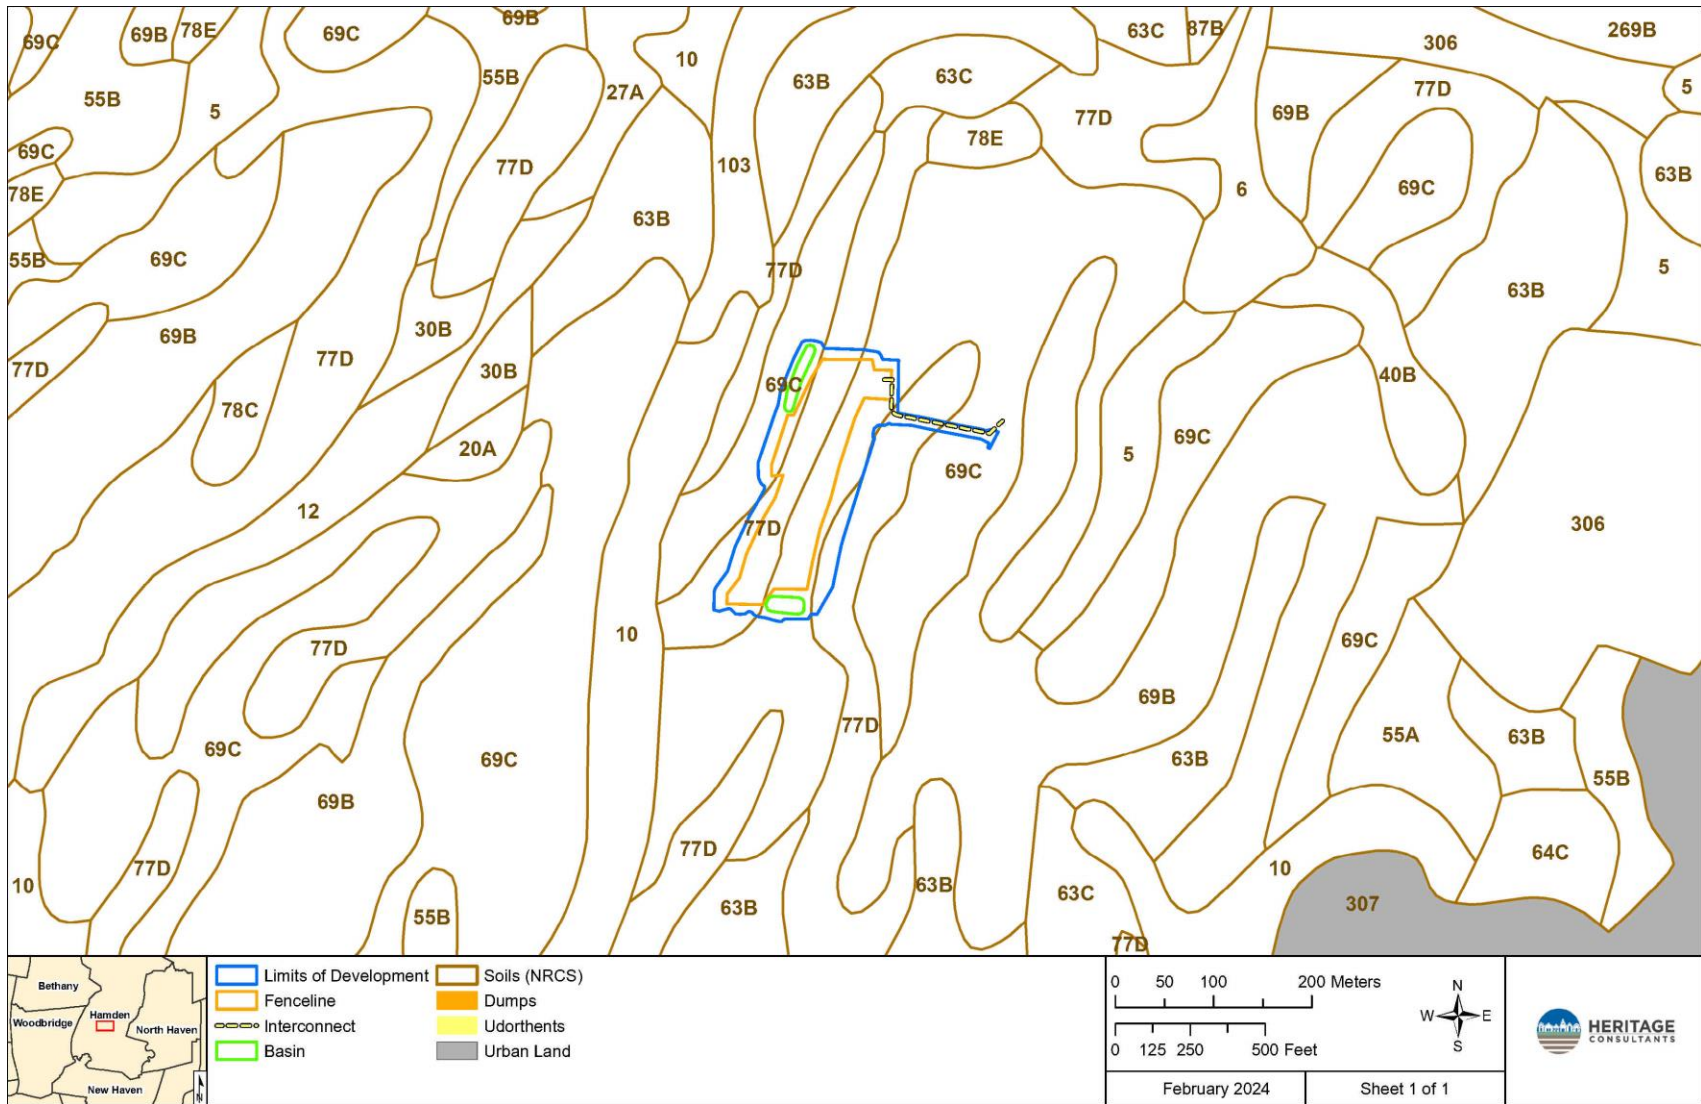 69C
69B
78E
69C
69B
10
63C
87B
306
269B
55B
55B
5
27A
63B
63C
77D
77D
5
69B
69C
78E
77D
103
78E
77D
63B
69C
6
63B
55B
69C
77D
63B
5
69B
77D
30B
63B
77D
77D
30B
69C
40B
78C
20A
69C
5
69C
12
77D
306
10
77D
69C
69C
69C
77D
69B
55A
63B
69B
63B
55B
77D
77D
64C
10
55B
63B
63B
63C
10
307
77D
Bethany
Woodbridge
Hamden
North Haven
New Haven
N
Limits of Development
Fenceline
Interconnect
Basin
Soils (NRCS)
Dumps
Udorthents
Urban Land
0 50 100 200 Meters
0 125 250 500 Feet
N
W E
S
February 2024
Sheet 1 of 1
HERITAGE
CONSULTANTS